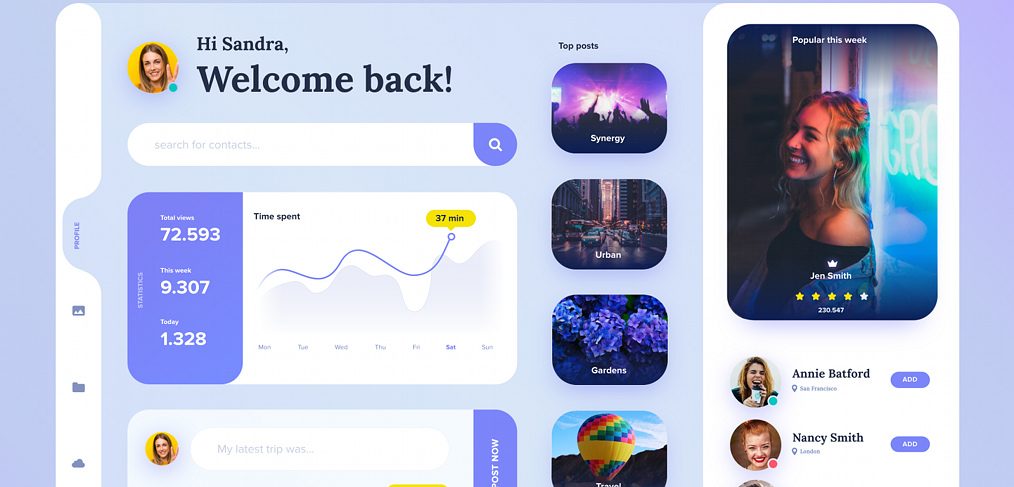 Hi Sandra,
Welcome back!
search for contacts...
PROFILE
STATISTICS
Total views
72.593
This week
9.307
Today
1.328
Time spent
37 min
Mon Tue Wed Thu Fri Sat Sun
My latest trip was...
POST NOW
Top posts
Synergy
Urban
Gardens
Travel
Popular this week
Jen Smith
230.547
Annie Batford
San Francisco
ADD
Nancy Smith
London
ADD